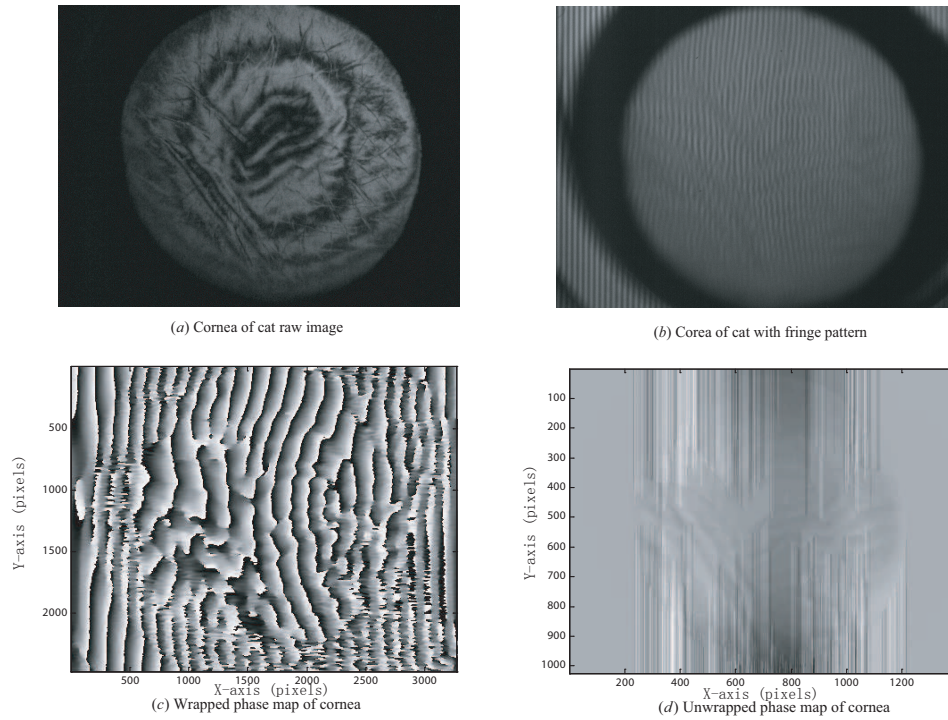 (a) Cornea of cat raw image
(b) Corea of cat with fringe pattern
500
1000
1500
2000
Y-axis (pixels)
500 1000 1500 2000 2500 3000
X-axis (pixels)
(c) Wrapped phase map of cornea
100
200
300
400
500
600
700
800
900
1000
Y-axis (pixels)
200 400 600 800 1000 1200
X-axis (pixels)
(d) Unwrapped phase map of cornea